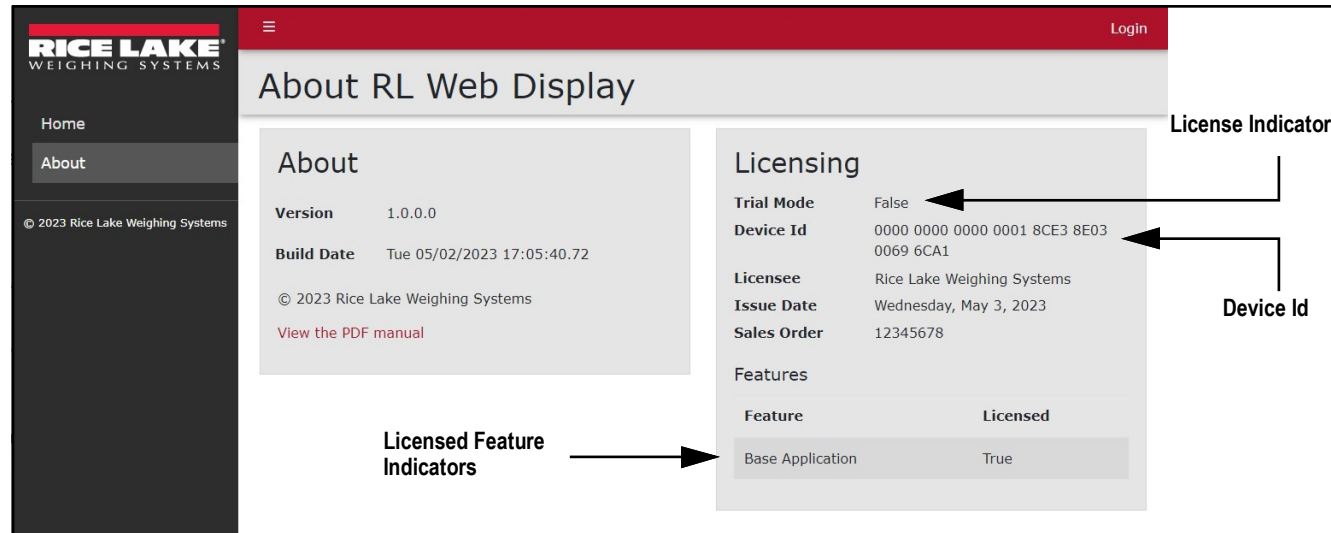 RICE LAKE®
WEIGHING SYSTEMS
Home
About
© 2023 Rice Lake Weighing Systems
☰
Login
About RL Web Display
About
Version 1.0.0.0
Build Date Tue 05/02/2023 17:05:40.72
© 2023 Rice Lake Weighing Systems
View the PDF manual
Licensing
Trial Mode False
Device Id 0000 0000 0000 0001 8CE3 8E03
0069 6CA1
Licensee Rice Lake Weighing Systems
Issue Date Wednesday, May 3, 2023
Sales Order 12345678
Features
Feature Licensed
Base Application True
License Indicator
Device Id
Licensed Feature
Indicators